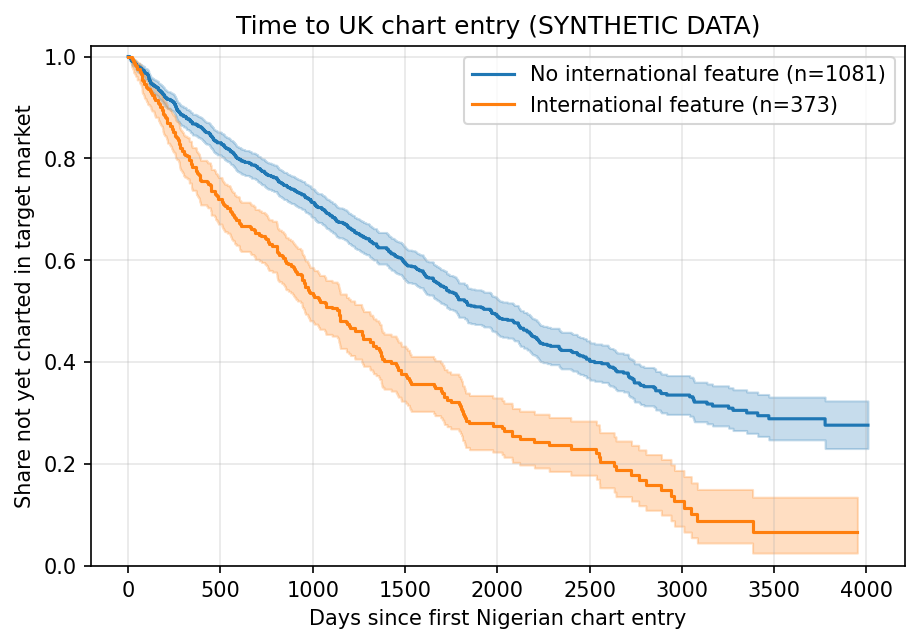 Time to UK chart entry (SYNTHETIC DATA)
No international feature (n=1081)
International feature (n=373)
Share not yet charted in target market
1.0
0.8
0.6
0.4
0.2
0.0
0 500 1000 1500 2000 2500 3000 3500 4000
Days since first Nigerian chart entry